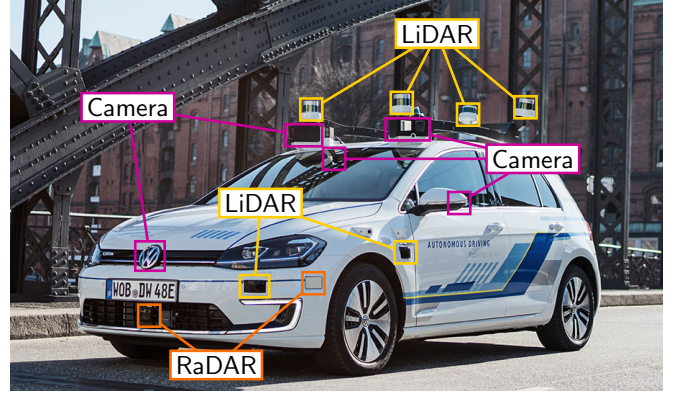 LiDAR
Camera
Camera
LiDAR
AUTONOMOUS DRIVING
WOB DW 48E
RaDAR